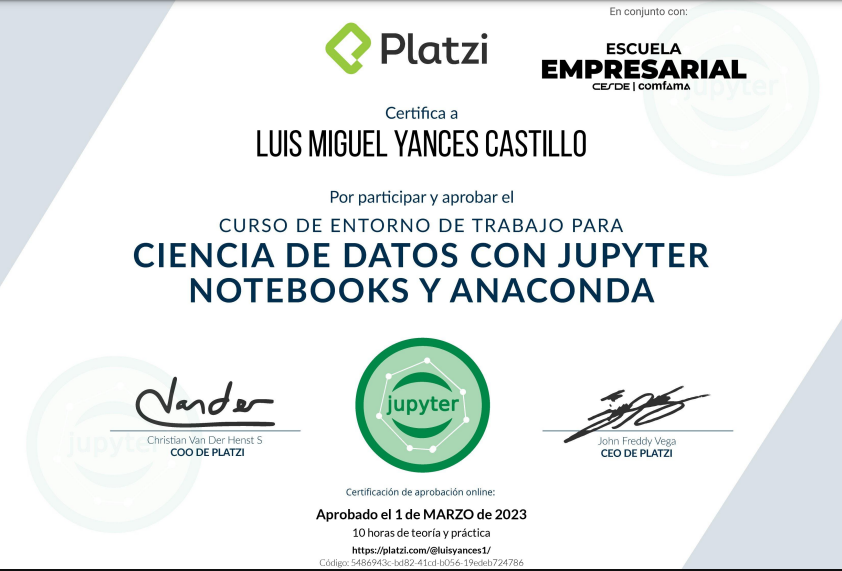 En conjunto con:
Platzi
ESCUELA
EMPRESARIAL
CESDE | comfama
jupyter
Certifica a
LUIS MIGUEL YANCES CASTILLO
Por participar y aprobar el
CURSO DE ENTORNO DE TRABAJO PARA
CIENCIA DE DATOS CON JUPYTER
NOTEBOOKS Y ANACONDA
jupyter
jupyter
Christian Van Der Henst S
COO DE PLATZI
John Freddy Vega
CEO DE PLATZI
Certificación de aprobación online:
Aprobado el 1 de MARZO de 2023
10 horas de teoría y práctica
https://platzi.com/@luisyances1/
Código: 5486943c-bd82-41cd-b056-19edeb724786